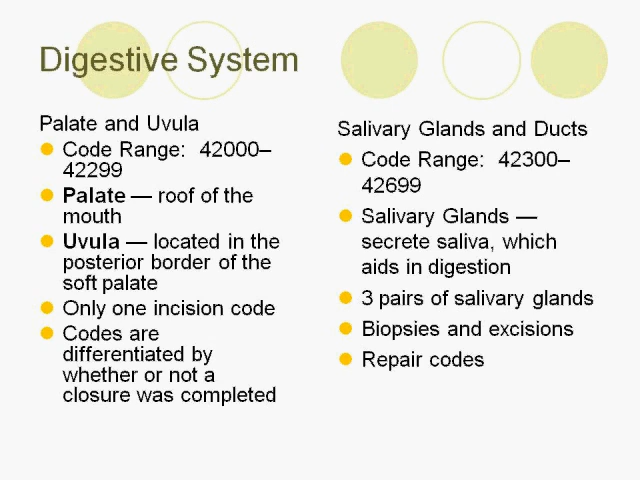 Digestive System
Palate and Uvula
Code Range:  42000–
42299
Palate — roof of the
mouth
Uvula — located in the
posterior border of the
soft palate
Only one incision code
Codes are
differentiated by
whether or not a
closure was completed
Salivary Glands and Ducts
Code Range:  42300–
42699
Salivary Glands —
secrete saliva, which
aids in digestion
3 pairs of salivary glands
Biopsies and excisions
Repair codes